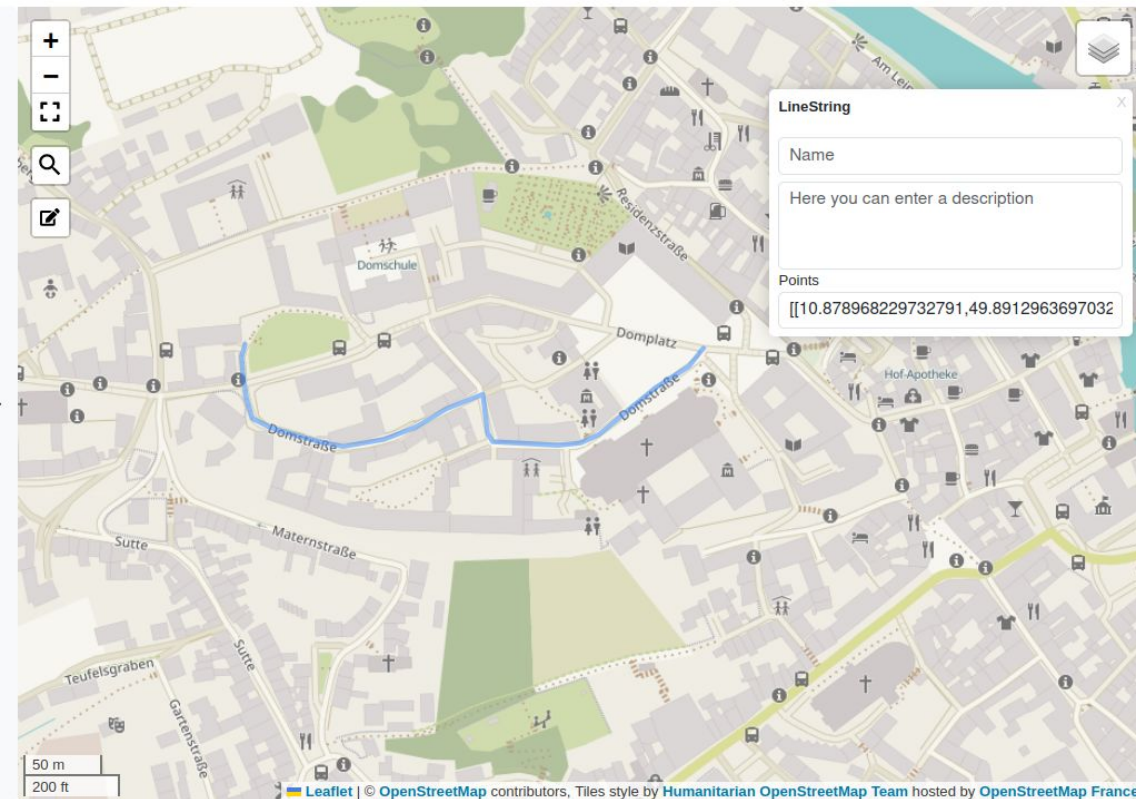 +
−
LineString
X
Name
Here you can enter a description
Points
[[10.878968229732791,49.8912963697032
Am Lei
Residenzstraße
Domschule
Domplatz
Hof-Apotheke
Domstraße
Domstraße
Maternstraße
Sutte
Sutte
Teufelsgraben
Gartenstraße
50 m
200 ft
Leaflet | © OpenStreetMap contributors, Tiles style by Humanitarian OpenStreetMap Team hosted by OpenStreetMap France